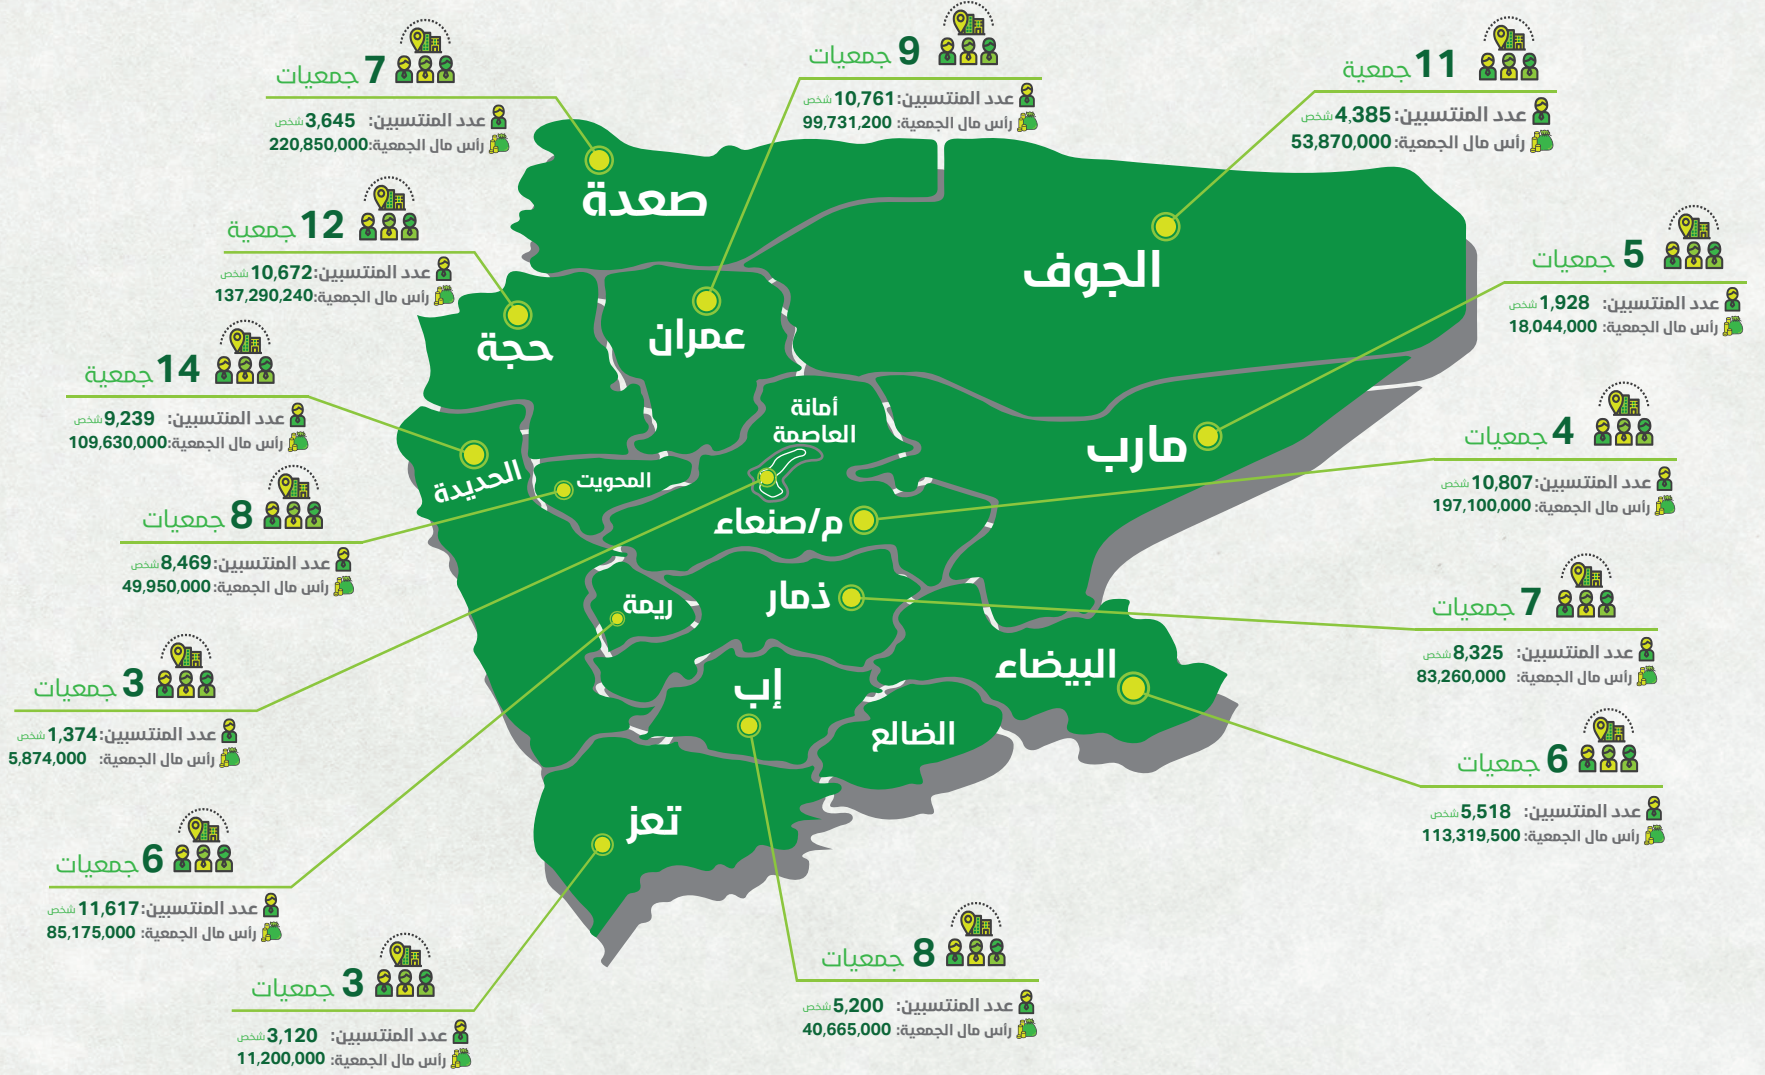 7 جمعيات
عدد المنتسبين: 3,645 شخص
رأس مال الجمعية: 220,850,000
9 جمعيات
عدد المنتسبين: 10,761 شخص
رأس مال الجمعية: 99,731,200
11 جمعية
عدد المنتسبين: 4,385 شخص
رأس مال الجمعية: 53,870,000
12 جمعية
عدد المنتسبين: 10,672 شخص
رأس مال الجمعية: 137,290,240
5 جمعيات
عدد المنتسبين: 1,928 شخص
رأس مال الجمعية: 18,044,000
14 جمعية
عدد المنتسبين: 9,239 شخص
رأس مال الجمعية: 109,630,000
4 جمعيات
عدد المنتسبين: 10,807 شخص
رأس مال الجمعية: 197,100,000
8 جمعيات
عدد المنتسبين: 8,469 شخص
رأس مال الجمعية: 49,950,000
7 جمعيات
عدد المنتسبين: 8,325 شخص
رأس مال الجمعية: 83,260,000
3 جمعيات
عدد المنتسبين: 1,374 شخص
رأس مال الجمعية: 5,874,000
6 جمعيات
عدد المنتسبين: 5,518 شخص
رأس مال الجمعية: 113,319,500
6 جمعيات
عدد المنتسبين: 11,617 شخص
رأس مال الجمعية: 85,175,000
8 جمعيات
عدد المنتسبين: 5,200 شخص
رأس مال الجمعية: 40,665,000
3 جمعيات
عدد المنتسبين: 3,120 شخص
رأس مال الجمعية: 11,200,000
صعدة
الجوف
عمران
حجة
أمانة
العاصمة
مارب
الحديدة
المحويت
م/صنعاء
ذمار
ريمة
البيضاء
إب
الضالع
تعز